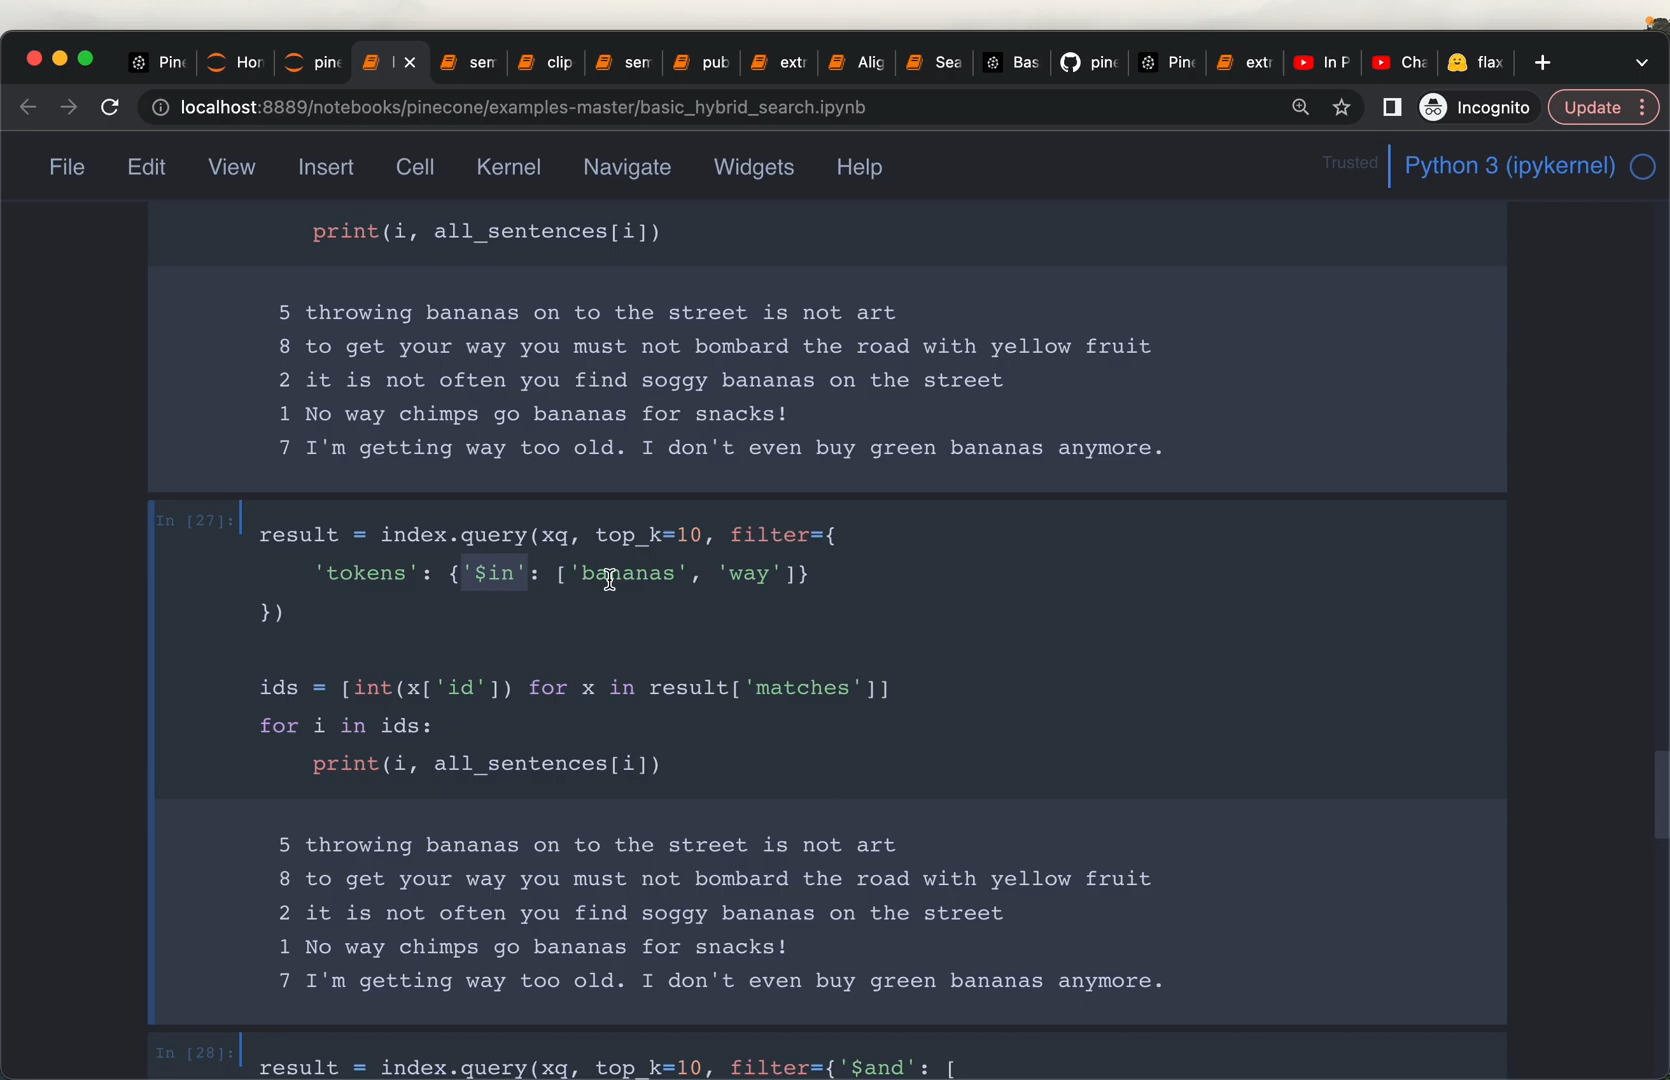 Pine
Hon
pine
I
sem
clip
sem
pub
extr
Alig
Sea
Bas
pine
Pine
extr
In P
Cha
flax
localhost:8889/notebooks/pinecone/examples-master/basic_hybrid_search.ipynb
Incognito
Update
File Edit View Insert Cell Kernel Navigate Widgets Help
Trusted
Python 3 (ipykernel)
print(i, all_sentences[i])
5 throwing bananas on to the street is not art
8 to get your way you must not bombard the road with yellow fruit
2 it is not often you find soggy bananas on the street
1 No way chimps go bananas for snacks!
7 I'm getting way too old. I don't even buy green bananas anymore.
In [27]:
result = index.query(xq, top_k=10, filter={
'tokens': {'$in': ['bananas', 'way']}
})
ids = [int(x['id']) for x in result['matches']]
for i in ids:
print(i, all_sentences[i])
5 throwing bananas on to the street is not art
8 to get your way you must not bombard the road with yellow fruit
2 it is not often you find soggy bananas on the street
1 No way chimps go bananas for snacks!
7 I'm getting way too old. I don't even buy green bananas anymore.
In [28]:
result = index.query(xq, top_k=10, filter={'$and': [